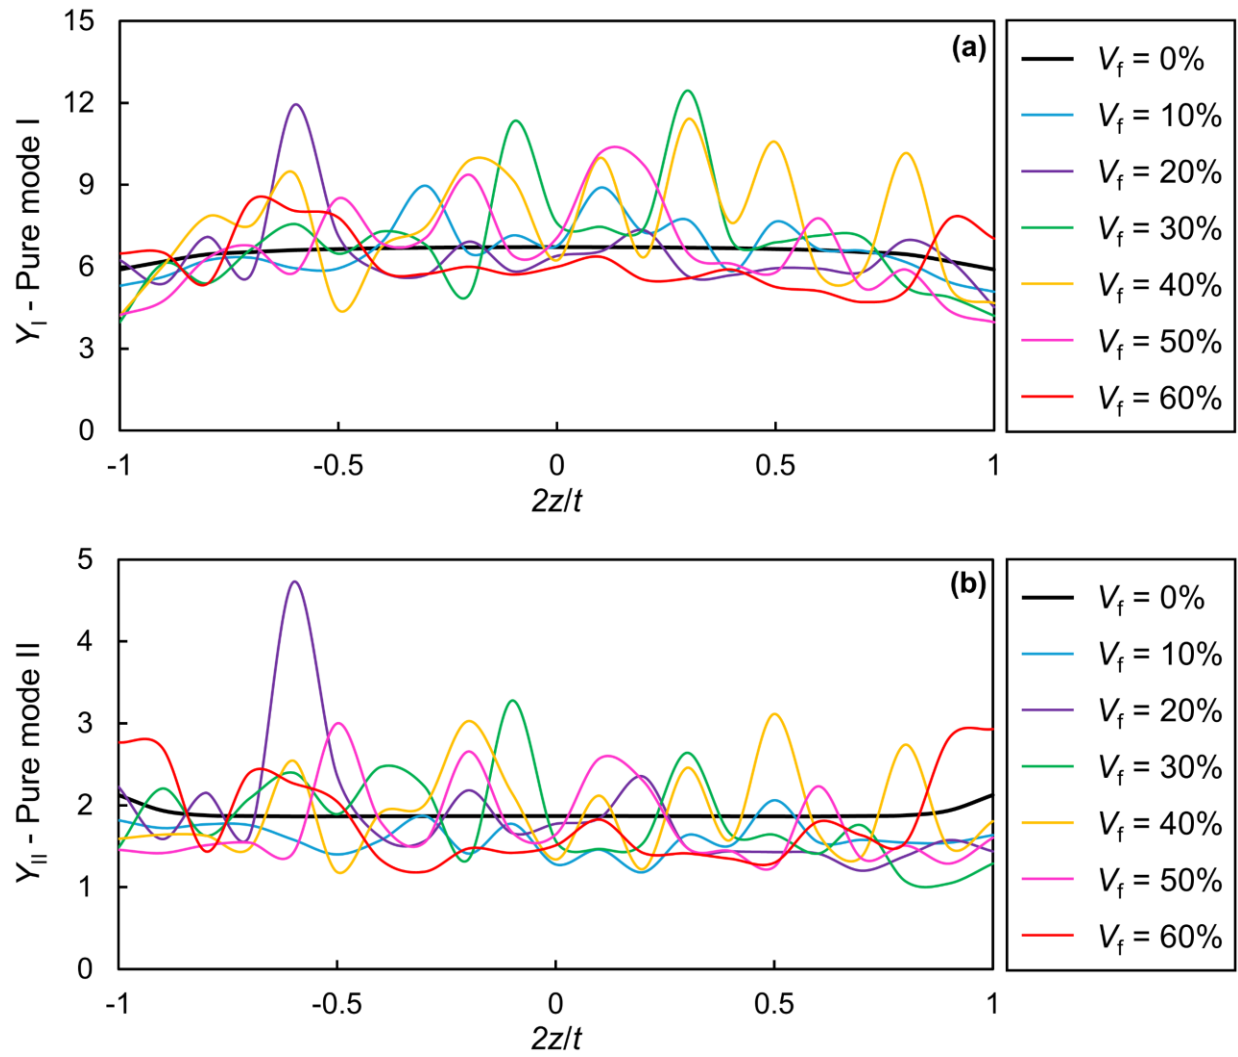 15
12
9
6
3
0
Y_I - Pure mode I
(a)
-1
-0.5
0
0.5
1
2z/t
V_f = 0%
V_f = 10%
V_f = 20%
V_f = 30%
V_f = 40%
V_f = 50%
V_f = 60%
5
4
3
2
1
0
Y_II - Pure mode II
(b)
-1
-0.5
0
0.5
1
2z/t
V_f = 0%
V_f = 10%
V_f = 20%
V_f = 30%
V_f = 40%
V_f = 50%
V_f = 60%